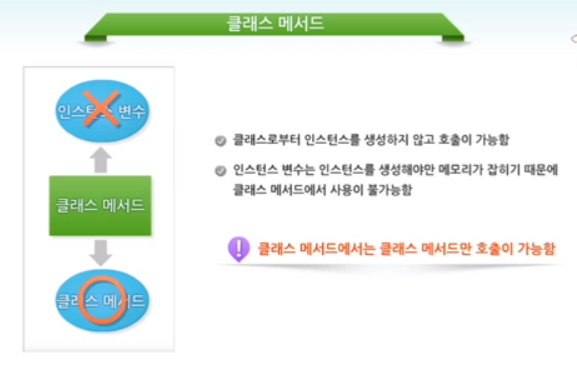 클래스 메서드
인스턴스 변수
클래스 메서드
클래스 메서드
클래스로부터 인스턴스를 생성하지 않고 호출이 가능함
인스턴스 변수는 인스턴스를 생성해야만 메모리가 잡히기 때문에
클래스 메서드에서 사용이 불가능함
클래스 메서드에서는 클래스 메서드만 호출이 가능함